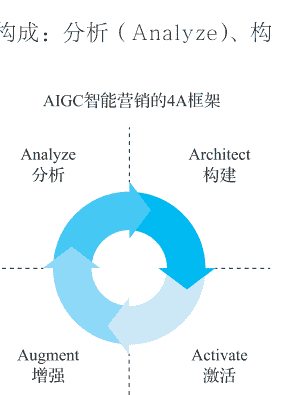 构成：分析（Analyze）、构
AIGC智能营销的4A框架
Analyze
分析
Architect
构建
Augment
增强
Activate
激活